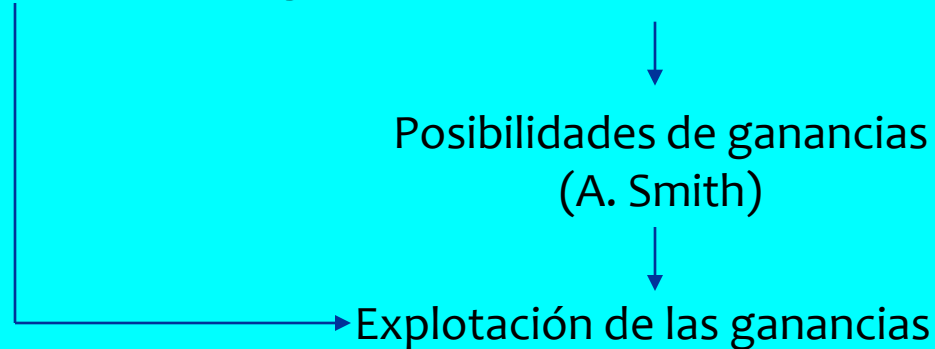 Posibilidades de ganancias
(A. Smith)
Explotación de las ganancias